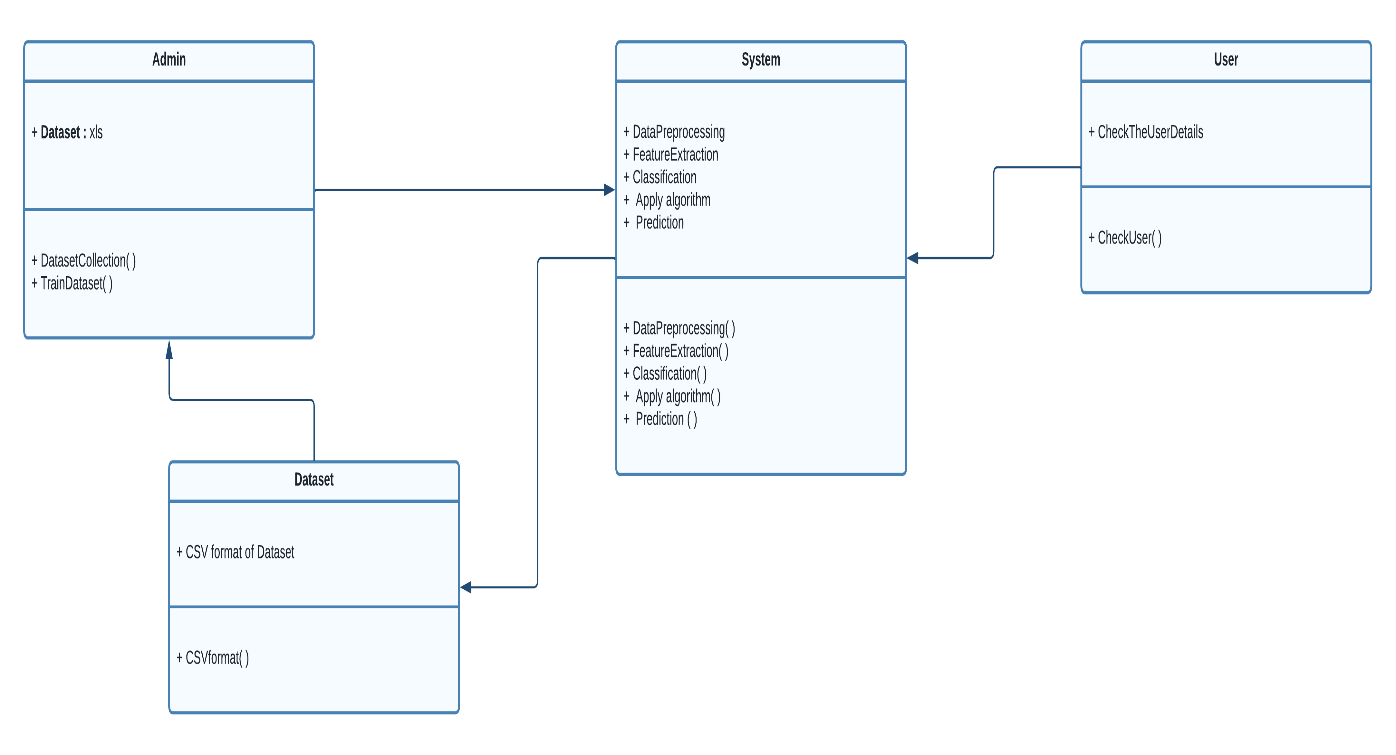 Admin
+ Dataset : xls
+ DatasetCollection( )
+ TrainDataset( )
System
+ DataPreprocessing
+ FeatureExtraction
+ Classification
+  Apply algorithm
+  Prediction
+ DataPreprocessing( )
+ FeatureExtraction( )
+ Classification( )
+  Apply algorithm( )
+  Prediction ( )
User
+ CheckTheUserDetails
+ CheckUser( )
Dataset
+ CSV format of Dataset
+ CSVformat( )